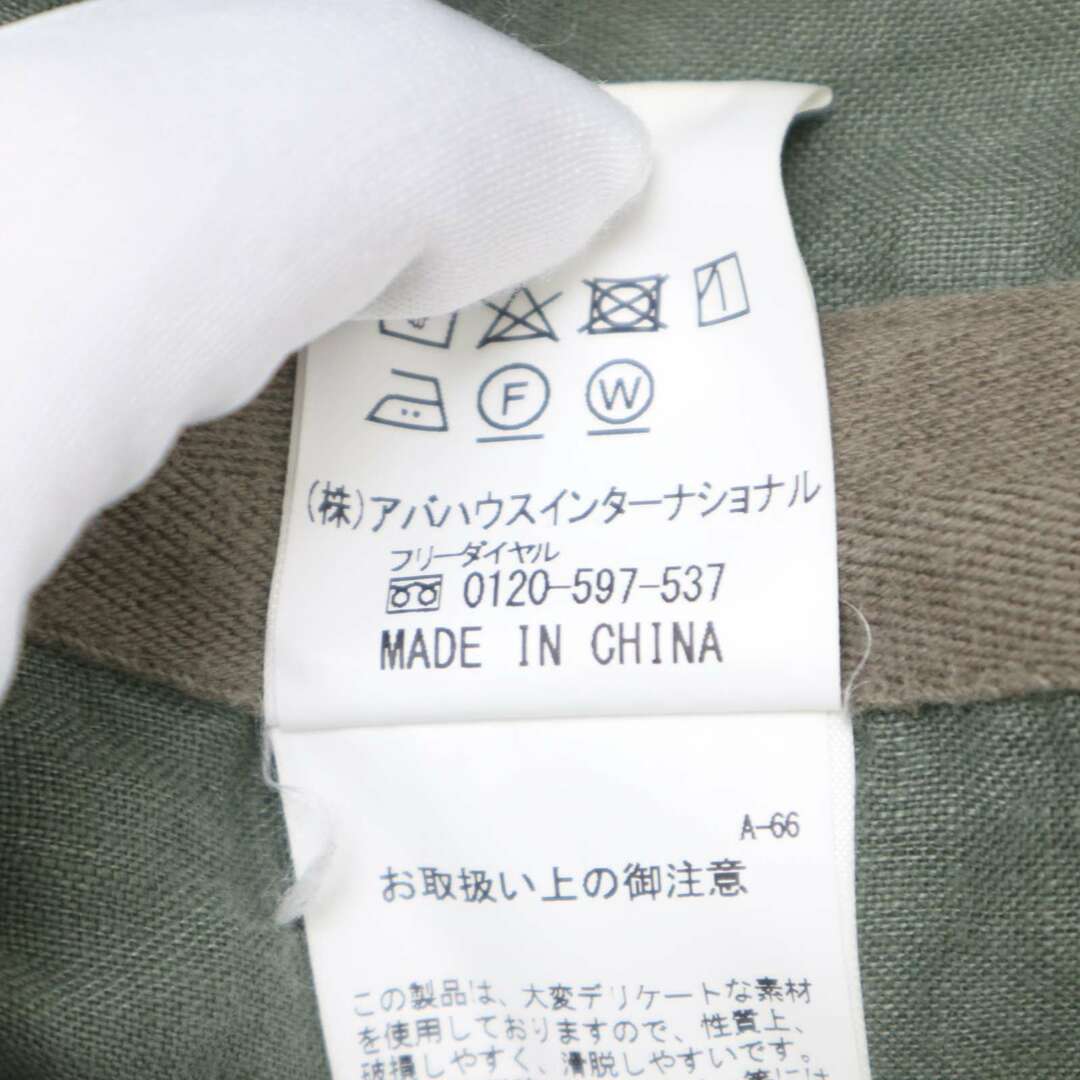 F W
(株)アバハウスインターナショナル
フリーダイヤル
0120-597-537
MADE IN CHINA
A-66
お取扱い上の御注意
この製品は、大変デリケートな素材
を使用しておりますので、性質上、
破損しやすく、滑脱しやすいです。